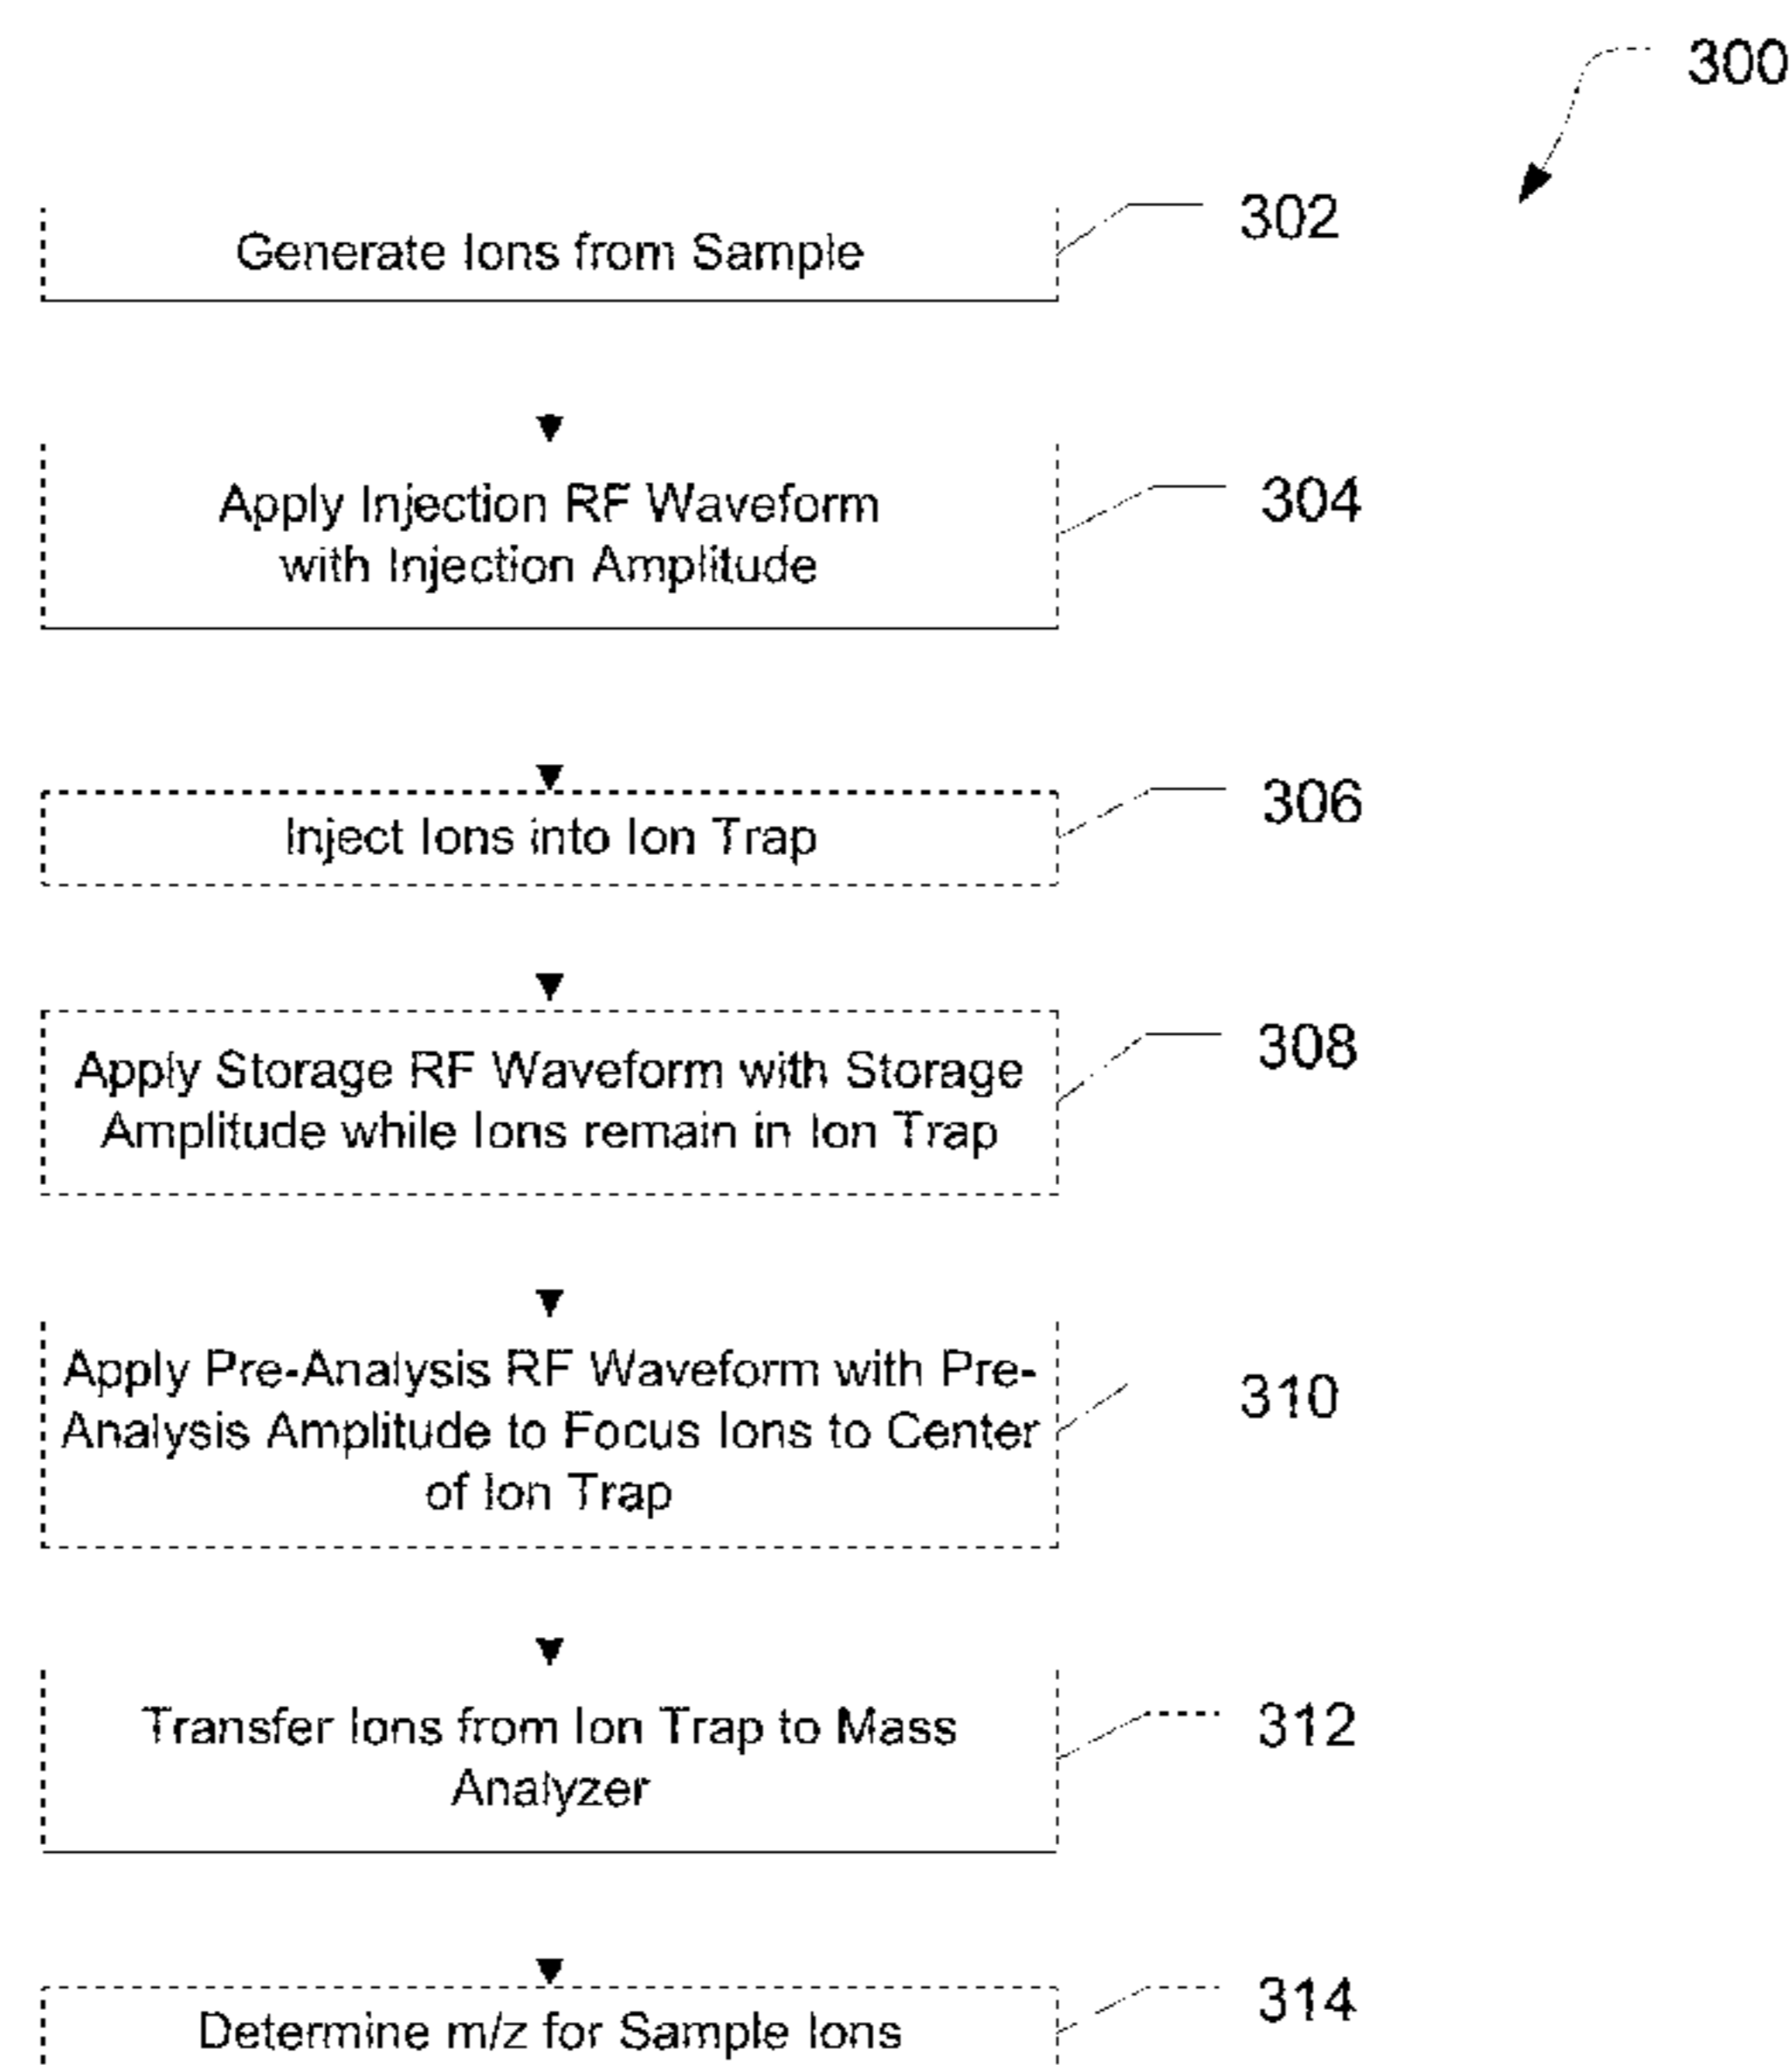 300
Generate Ions from Sample
302
Apply Injection RF Waveform
with Injection Amplitude
304
Inject Ions into Ion Trap
306
Apply Storage RF Waveform with Storage
Amplitude while Ions remain in Ion Trap
308
Apply Pre-Analysis RF Waveform with Pre-
Analysis Amplitude to Focus Ions to Center
of Ion Trap
310
Transfer Ions from Ion Trap to Mass
Analyzer
312
Determine m/z for Sample Ions
314